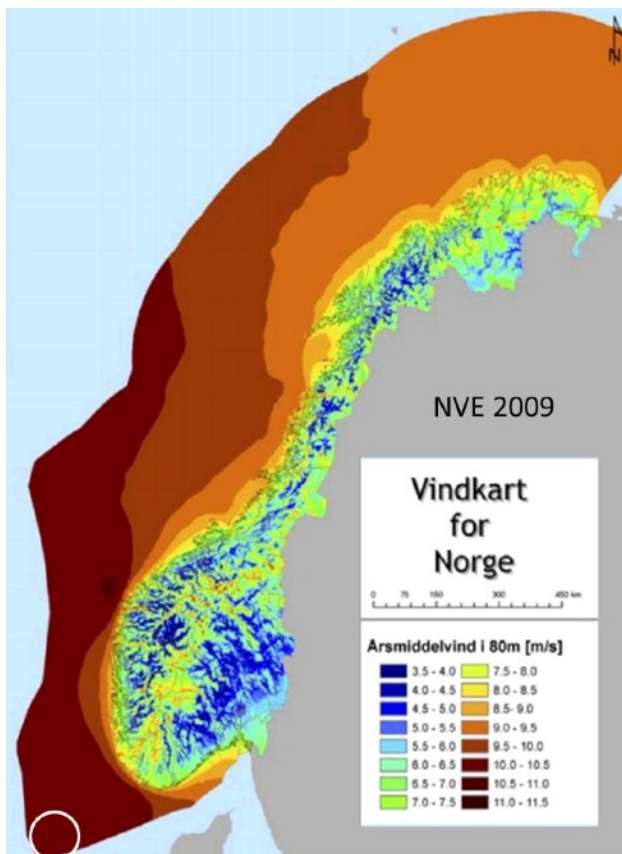 N
NVE 2009
Vindkart
for
Norge
0 75 150 300 450 km
Årsmiddelvind i 80m [m/s]
3.5 - 4.0 7.5 - 8.0
4.0 - 4.5 8.0 - 8.5
4.5 - 5.0 8.5 - 9.0
5.0 - 5.5 9.0 - 9.5
5.5 - 6.0 9.5 - 10.0
6.0 - 6.5 10.0 - 10.5
6.5 - 7.0 10.5 - 11.0
7.0 - 7.5 11.0 - 11.5